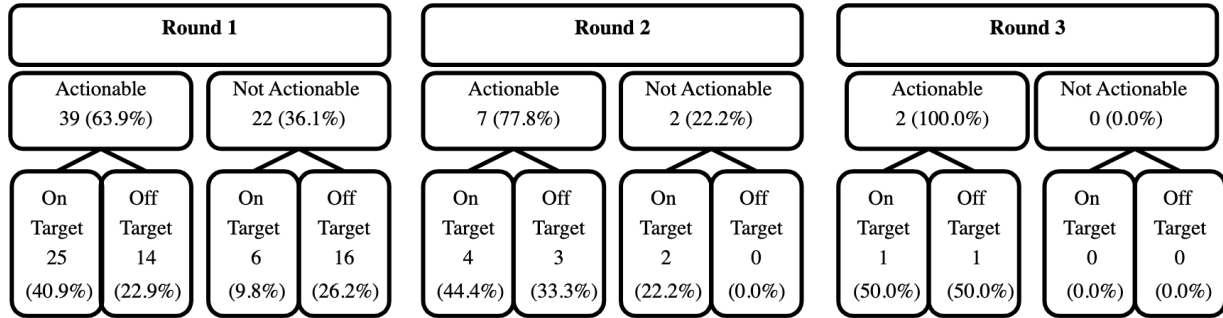 Round 1
Round 2
Round 3
Actionable
39 (63.9%)
Not Actionable
22 (36.1%)
Actionable
7 (77.8%)
Not Actionable
2 (22.2%)
Actionable
2 (100.0%)
Not Actionable
0 (0.0%)
On
Target
25
(40.9%)
Off
Target
14
(22.9%)
On
Target
6
(9.8%)
Off
Target
16
(26.2%)
On
Target
4
(44.4%)
Off
Target
3
(33.3%)
On
Target
2
(22.2%)
Off
Target
0
(0.0%)
On
Target
1
(50.0%)
Off
Target
1
(50.0%)
On
Target
0
(0.0%)
Off
Target
0
(0.0%)